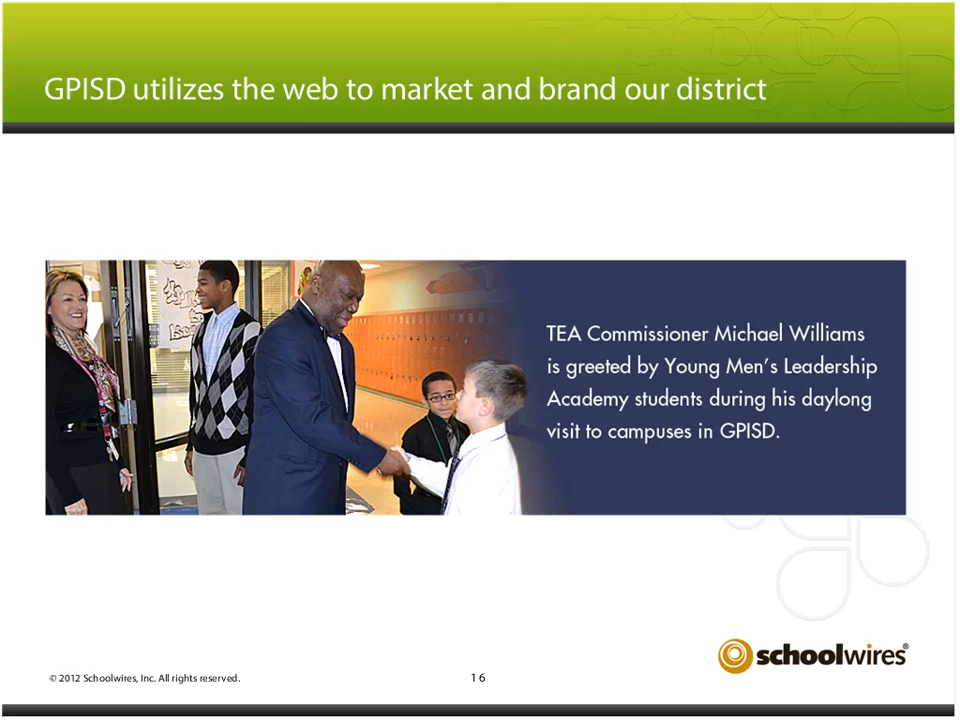 GPISD utilizes the web to market and brand our district
TEA Commissioner Michael Williams
is greeted by Young Men's Leadership
Academy students during his daylong
visit to campuses in GPISD.
schoolwires®
© 2012 Schoolwires, Inc. All rights reserved.
16